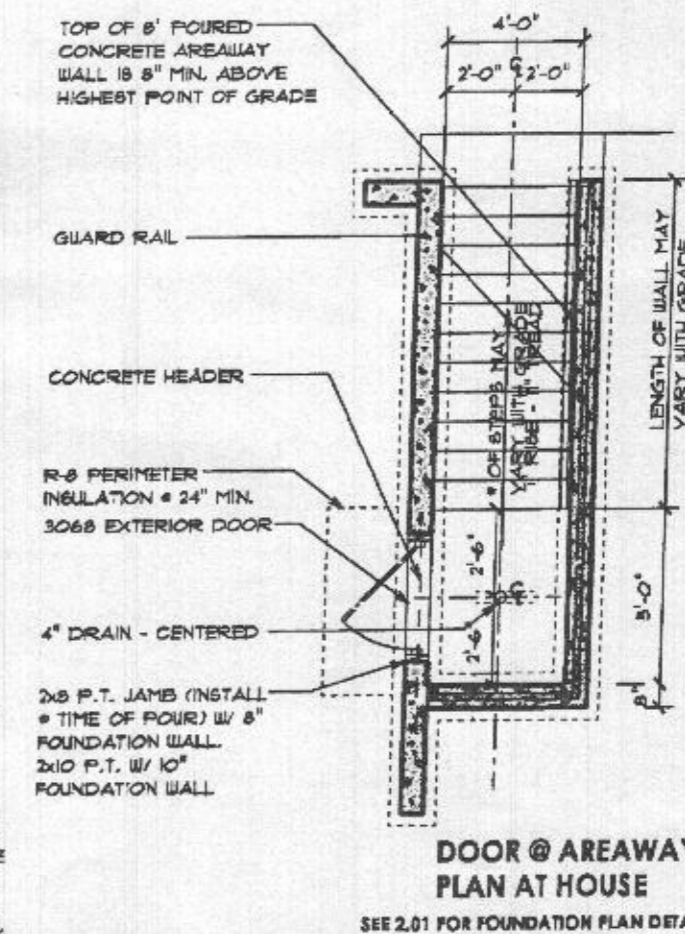 TOP OF 8' POURED
CONCRETE AREAWAY
WALL IS 8" MIN. ABOVE
HIGHEST POINT OF GRADE
4'-0"
2'-0" 2'-0"
GUARD RAIL
CONCRETE HEADER
R-8 PERIMETER
INSULATION @ 24" MIN.
3068 EXTERIOR DOOR
4" DRAIN - CENTERED
2x8 P.T. JAMB (INSTALL
@ TIME OF POUR) W/ 8"
FOUNDATION WALL.
2x10 P.T. W/ 10"
FOUNDATION WALL
# OF STEPS MAY
VARY WITH GRADE
RISE - TREAD
2'-6"
2'-6"
LENGTH OF WALL MAY
VARY WITH GRADE
5'-0"
8"
DOOR @ AREAWAY
PLAN AT HOUSE
SEE 2.01 FOR FOUNDATION PLAN DETA